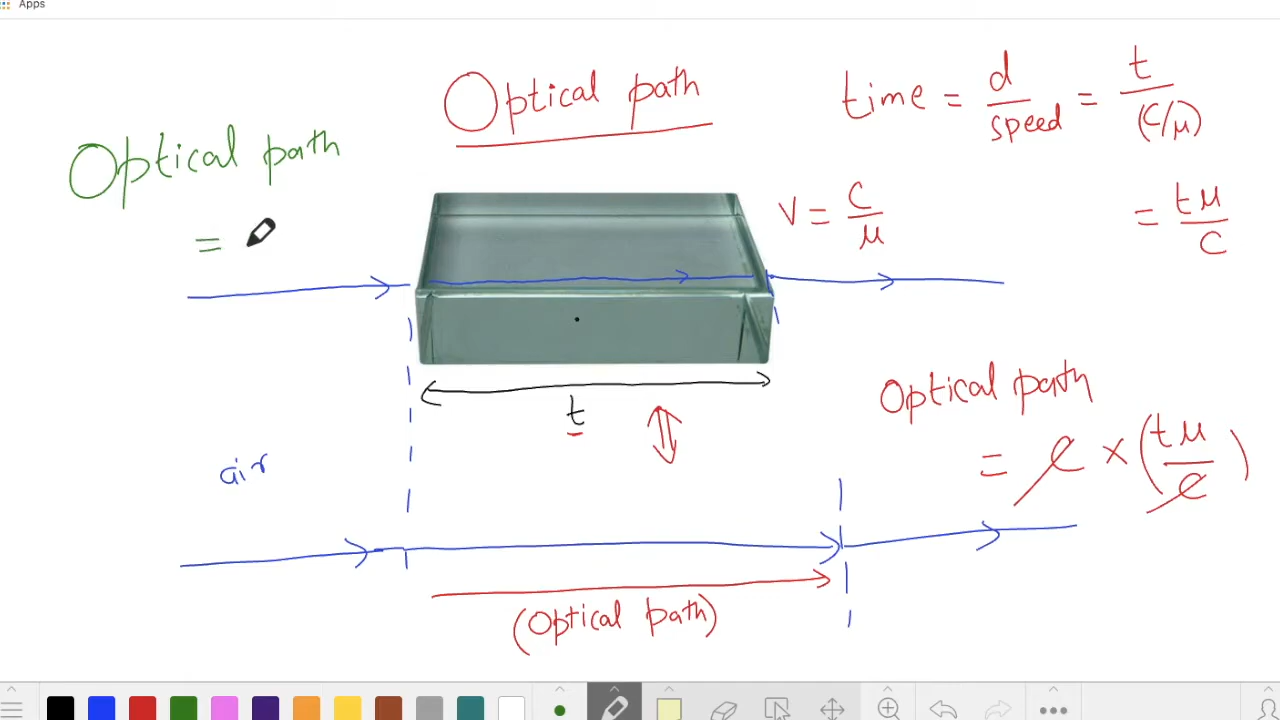 Apps
Optical path
time = d/speed = t/(C/μ)
Optical path
=
V = C/μ
= tμ/C
t
Optical path
= C × (tμ/C)
air
(Optical path)